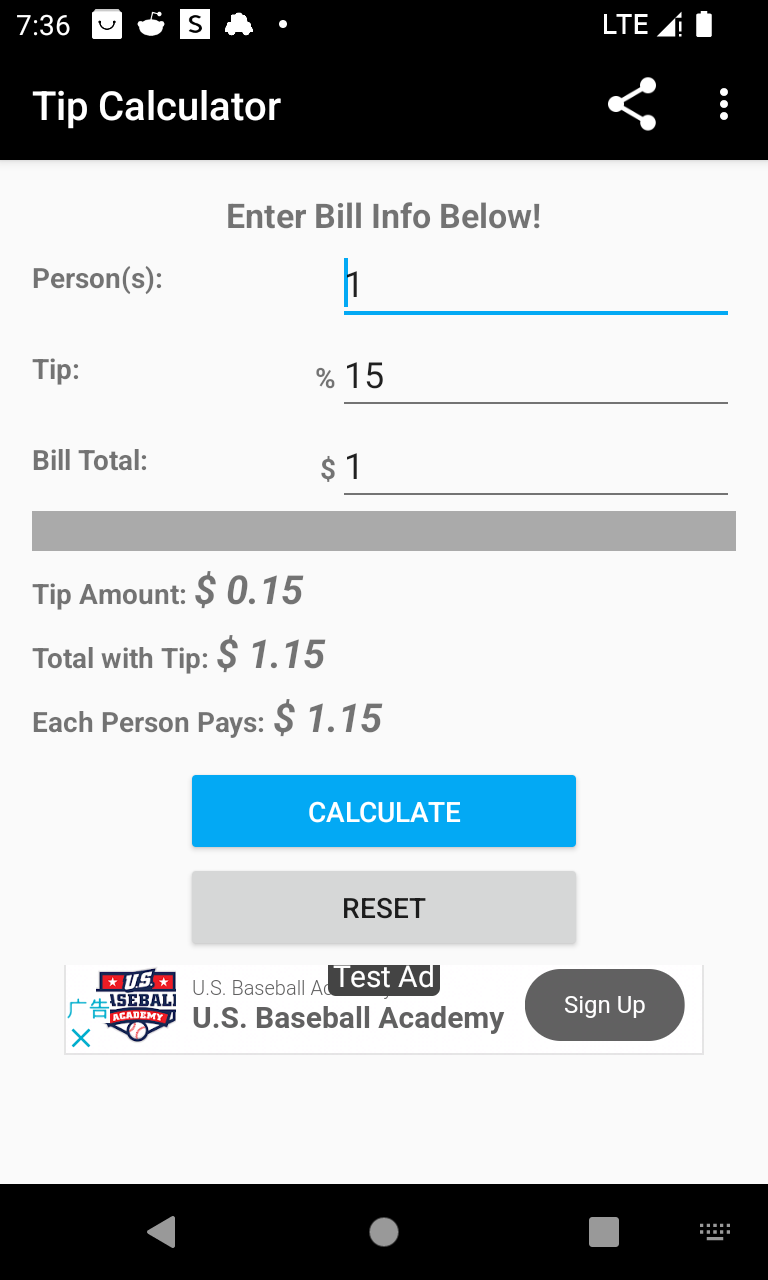 7:36 S LTE
Tip Calculator
Enter Bill Info Below!
Person(s): 1
Tip: % 15
Bill Total: $ 1
Tip Amount: $ 0.15
Total with Tip: $ 1.15
Each Person Pays: $ 1.15
CALCULATE
RESET
Test Ad
U.S. Baseball
U.S. Baseball Academy
Sign Up
广告
U.S.
BASEBALL
ACADEMY